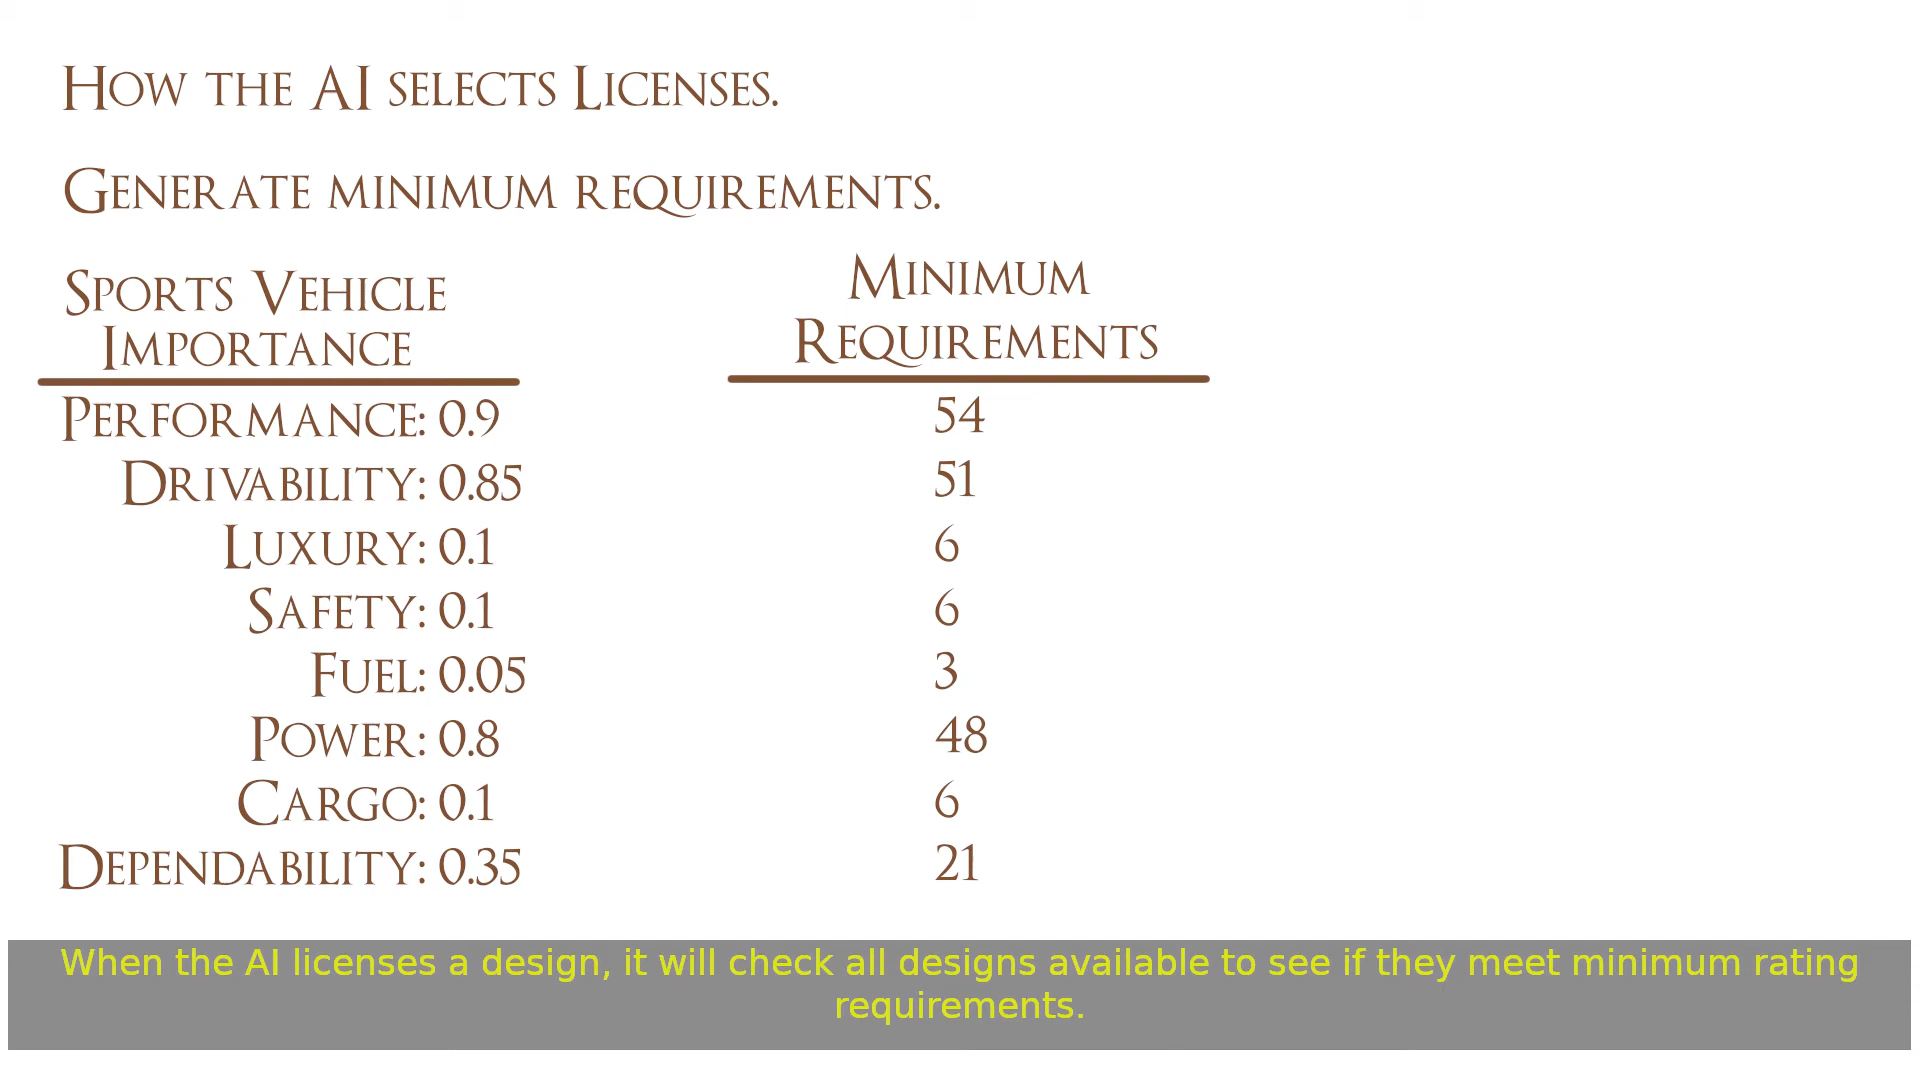 How the AI selects Licenses.
Generate minimum requirements.
Sports Vehicle
Importance
Minimum
Requirements
Performance: 0.9 54
Drivability: 0.85 51
Luxury: 0.1 6
Safety: 0.1 6
Fuel: 0.05 3
Power: 0.8 48
Cargo: 0.1 6
Dependability: 0.35 21
When the AI licenses a design, it will check all designs available to see if they meet minimum rating
requirements.